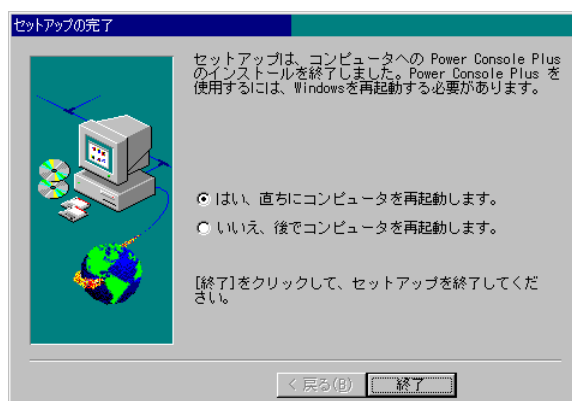 セットアップの完了
セットアップは、コンピュータへの Power Console Plus
のインストールを終了しました。Power Console Plus を
使用するには、Windowsを再起動する必要があります。
はい、直ちにコンピュータを再起動します。
いいえ、後でコンピュータを再起動します。
[終了]をクリックして、セットアップを終了してくだ
さい。
< 戻る(B)
終了